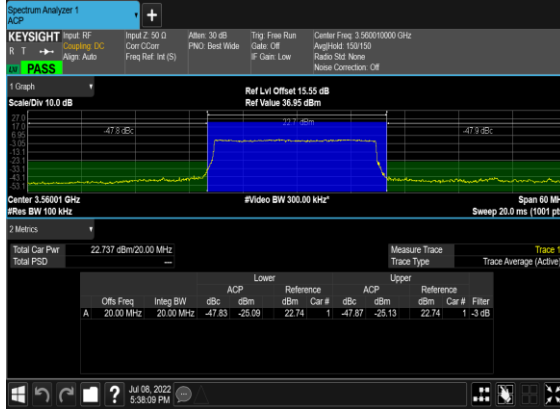 Spectrum Analyzer 1
ACP
KEYSIGHT Input: RF Input Z: 50 Ω Atten: 30 dB Trig: Free Run Center Freq: 3.560010000 GHz
R T Coupling: DC Corr CCorr PNO: Best Wide Gate: Off Avg|Hold: 150/150
Align: Auto Freq Ref: Int (S) IF Gain: Low Radio Std: None
PASS Noise Correction: Off
1 Graph
Ref Lvl Offset 15.55 dB
Scale/Div 10.0 dB Ref Value 36.95 dBm
27.0
17.0
6.95
-3.05
-13.1
-23.1
-33.1
-43.1
-53.1
-47.8 dBc
22.7 dBm
-47.9 dBc
Center 3.56001 GHz #Video BW 300.00 kHz* Span 60 MH
#Res BW 100 kHz Sweep 20.0 ms (1001 pt
2 Metrics
Total Car Pwr 22.737 dBm/20.00 MHz Measure Trace Trace 1
Total PSD --- Trace Type Trace Average (Active)
Lower Upper
ACP Reference ACP Reference
Offs Freq Integ BW dBc dBm dBm Car # dBc dBm dBm Car # Filter
A 20.00 MHz 20.00 MHz -47.83 -25.09 22.74 1 -47.87 -25.13 22.74 1 -3 dB
?
Jul 08, 2022
5:38:09 PM